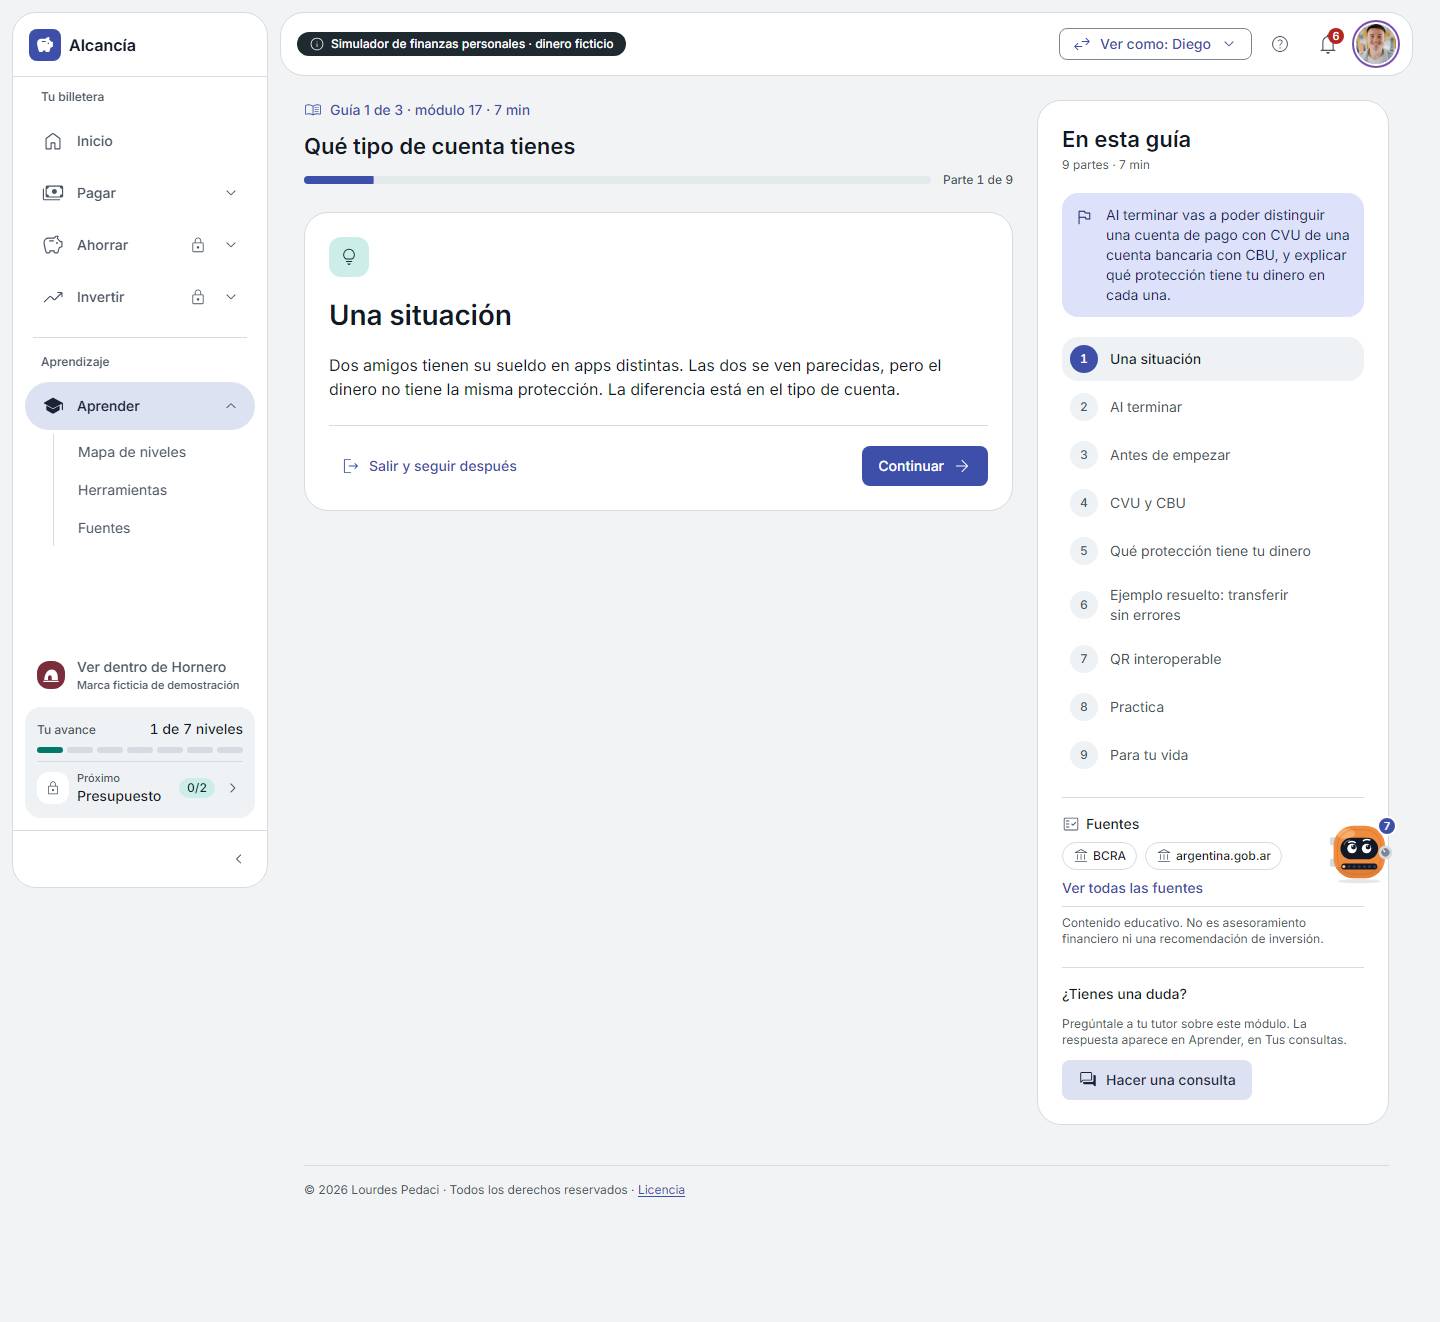 Alcancía
Tu billetera
Inicio
Pagar
Ahorrar
Invertir
Aprendizaje
Aprender
Mapa de niveles
Herramientas
Fuentes
Ver dentro de Hornero
Marca ficticia de demostración
Tu avance 1 de 7 niveles
Próximo
Presupuesto 0/2
Simulador de finanzas personales · dinero ficticio
Ver como: Diego
6
Guía 1 de 3 · módulo 17 · 7 min
Qué tipo de cuenta tienes
Parte 1 de 9
Una situación
Dos amigos tienen su sueldo en apps distintas. Las dos se ven parecidas, pero el
dinero no tiene la misma protección. La diferencia está en el tipo de cuenta.
Salir y seguir después
Continuar
En esta guía
9 partes · 7 min
Al terminar vas a poder distinguir
una cuenta de pago con CVU de una
cuenta bancaria con CBU, y explicar
qué protección tiene tu dinero en
cada una.
1 Una situación
2 Al terminar
3 Antes de empezar
4 CVU y CBU
5 Qué protección tiene tu dinero
6 Ejemplo resuelto: transferir
sin errores
7 QR interoperable
8 Practica
9 Para tu vida
Fuentes
7
BCRA argentina.gob.ar
Ver todas las fuentes
Contenido educativo. No es asesoramiento
financiero ni una recomendación de inversión.
¿Tienes una duda?
Pregúntale a tu tutor sobre este módulo. La
respuesta aparece en Aprender, en Tus consultas.
Hacer una consulta
© 2026 Lourdes Pedaci · Todos los derechos reservados · Licencia